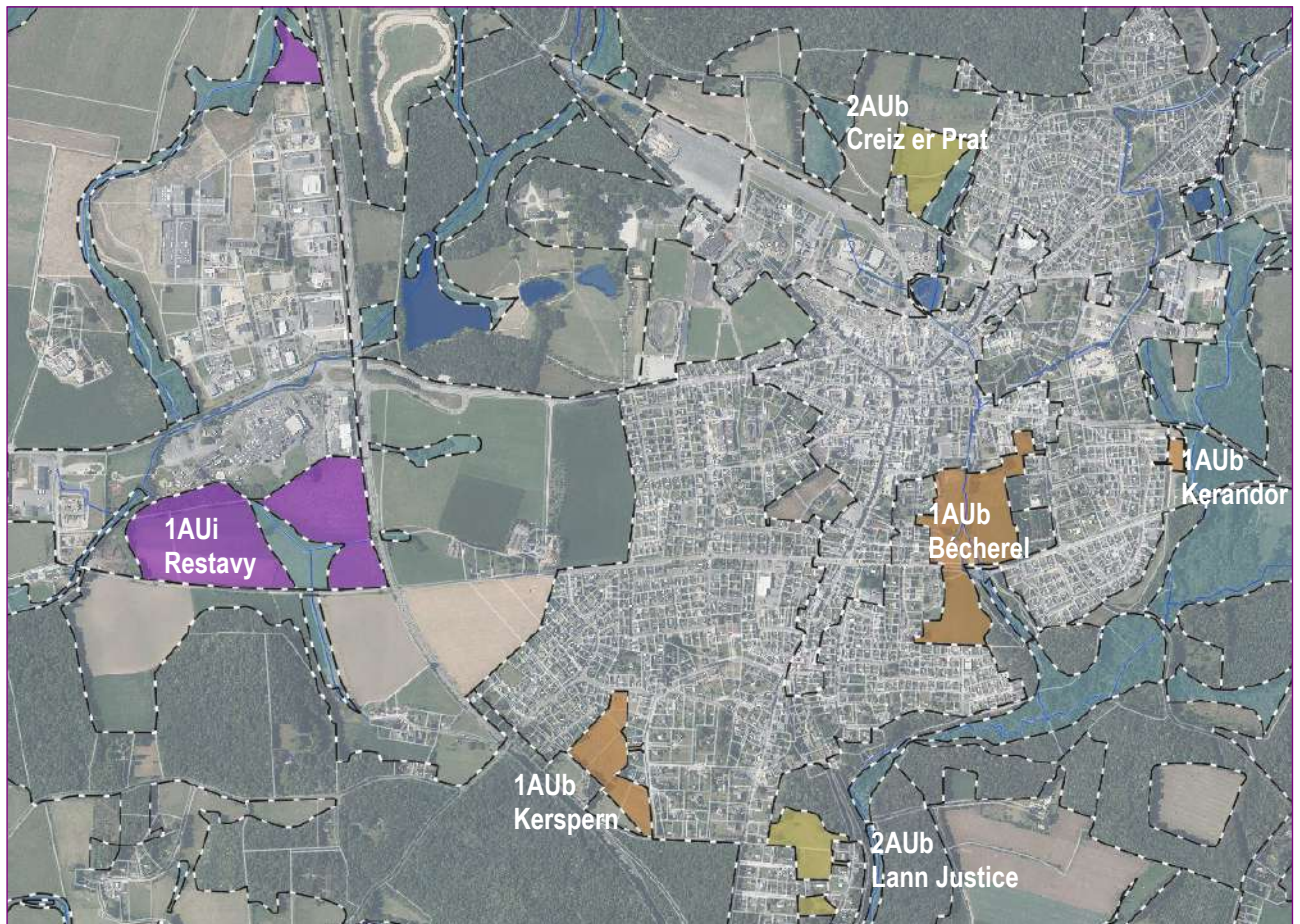 2AUb
Creiz er Prat
1AUb
Kerandor
1AUb
Bécherel
1AUi
Restavy
1AUb
Kerspern
2AUb
Lann Justice